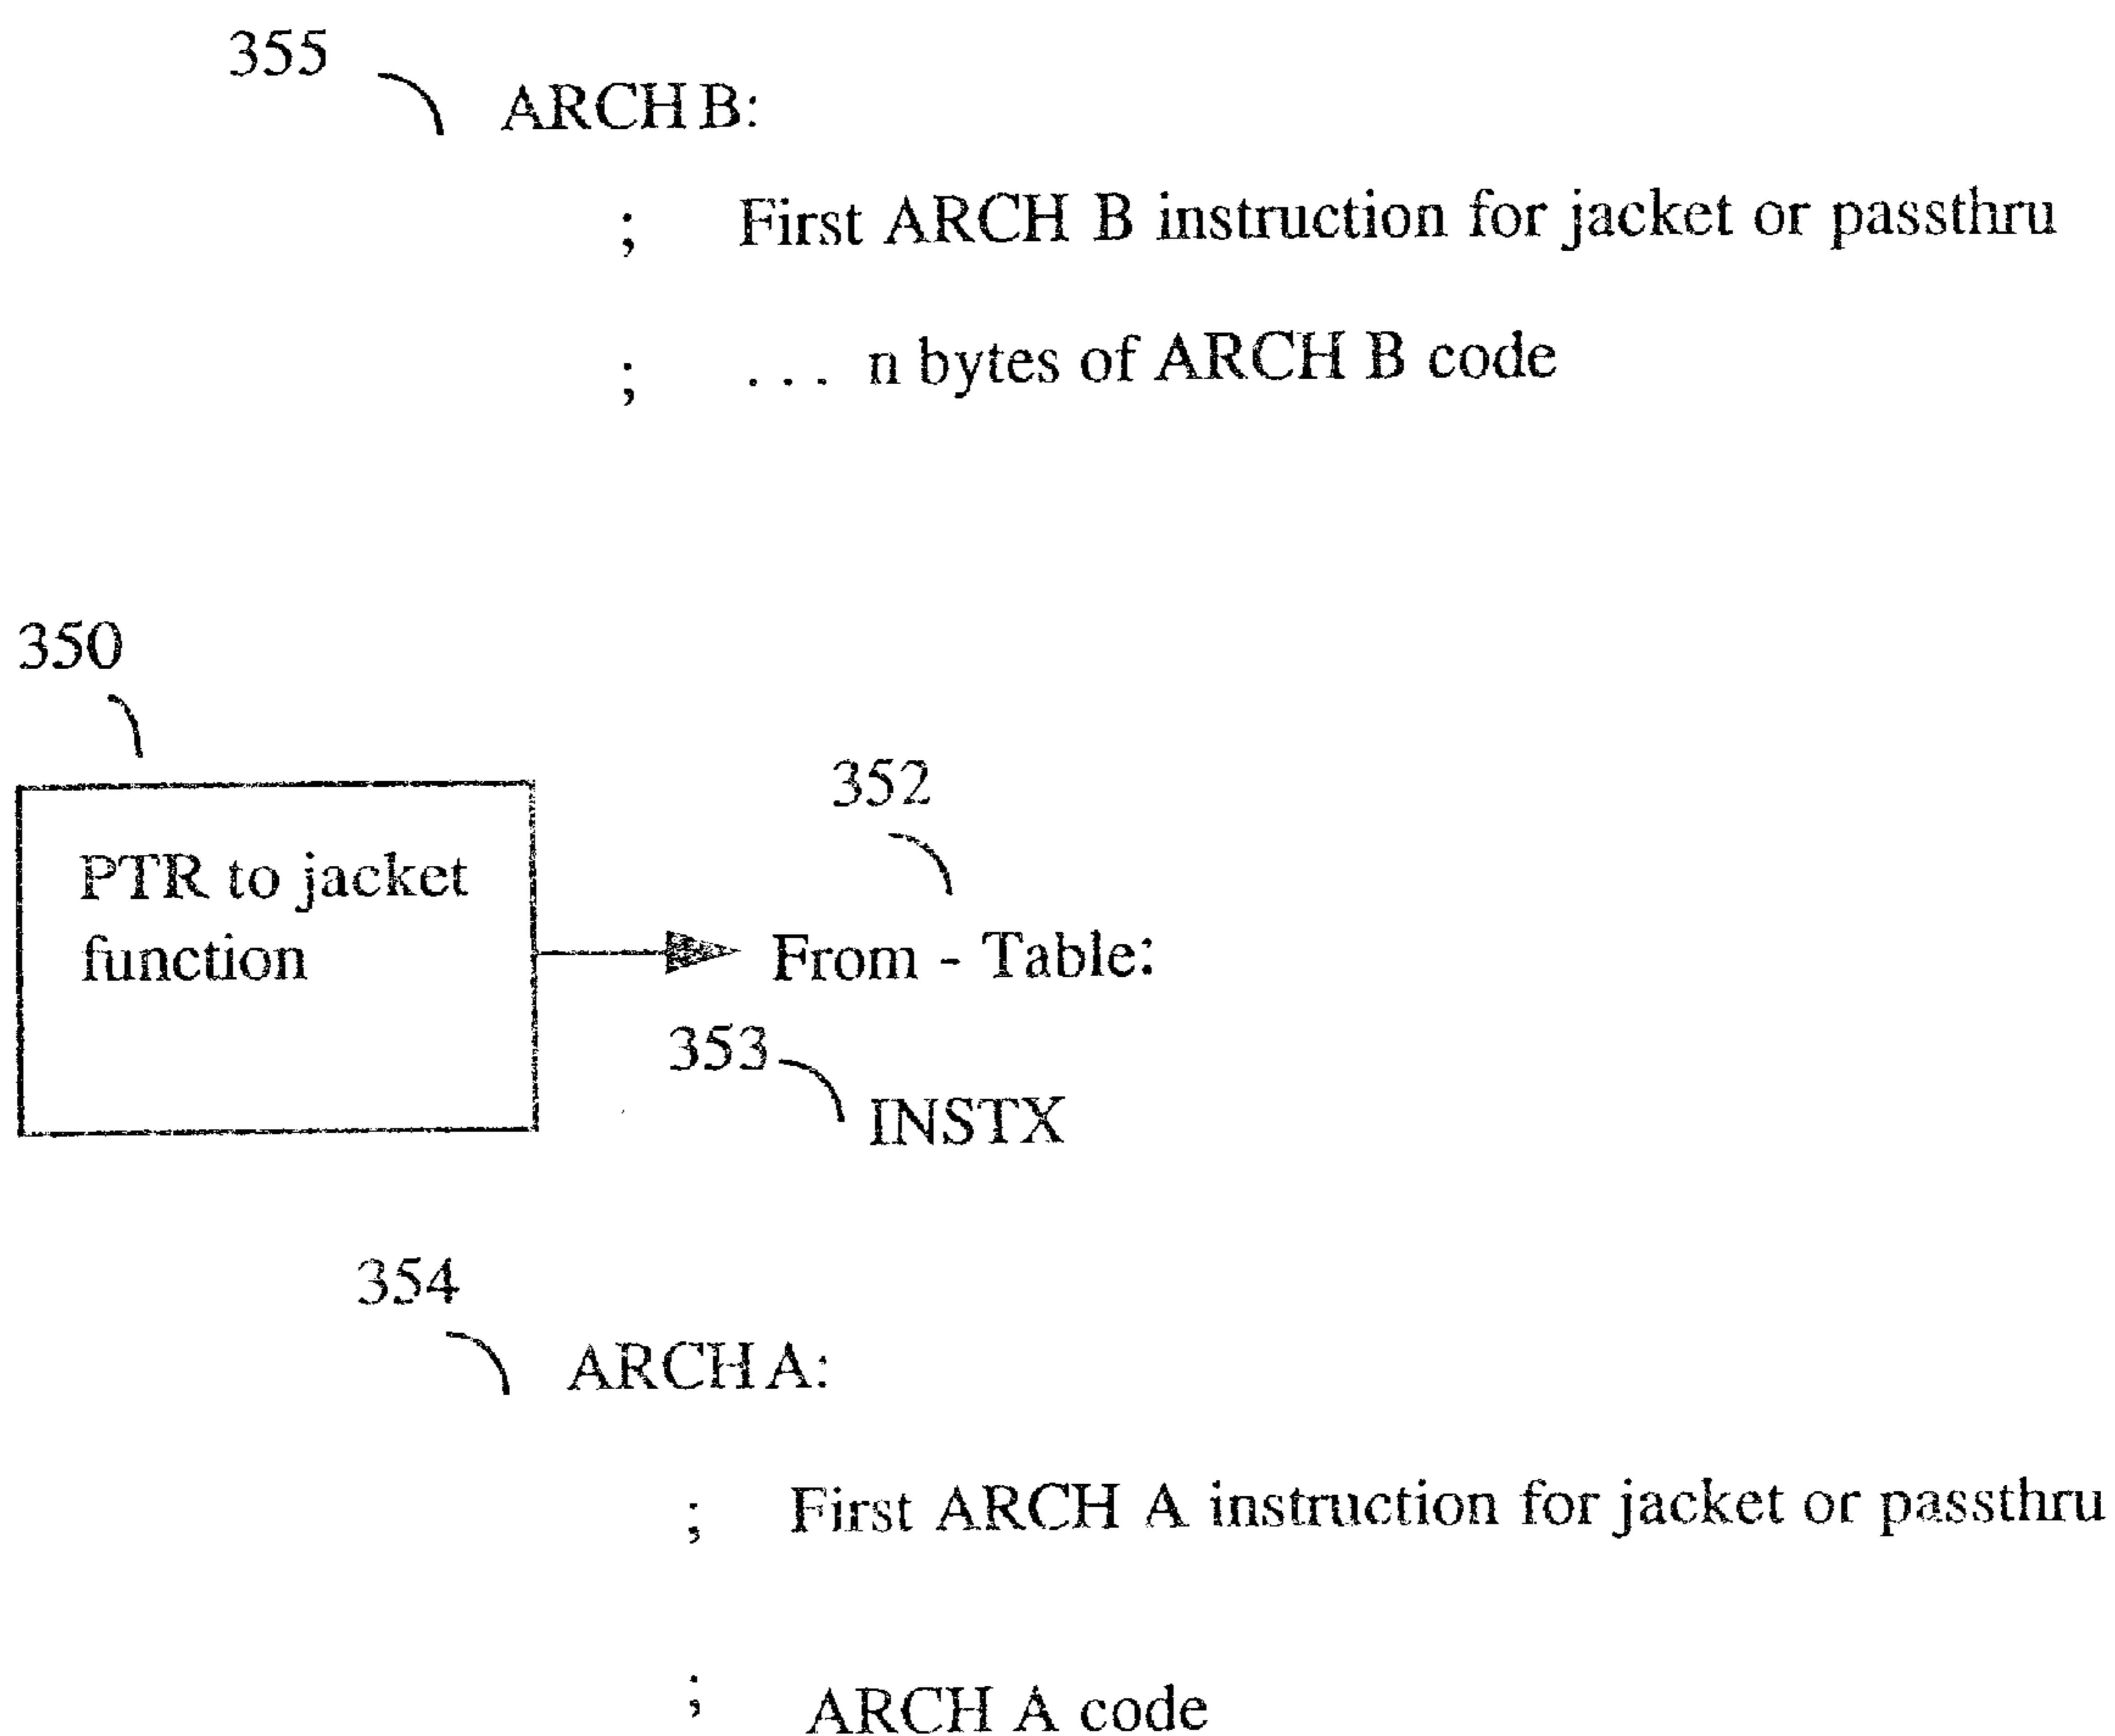 355
ARCH B:
; First ARCH B instruction for jacket or passthru
; ... n bytes of ARCH B code
350
352
PTR to jacket
function
From - Table:
353
INSTX
354
ARCH A:
; First ARCH A instruction for jacket or passthru
; ARCH A code